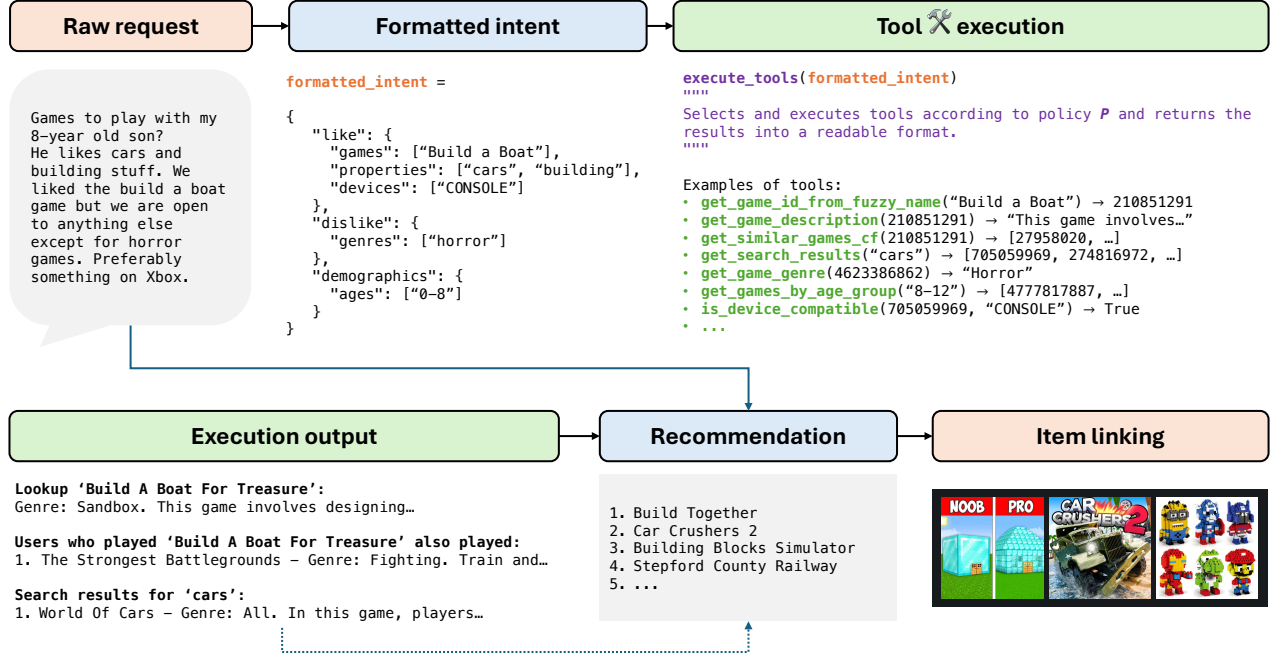 Raw request
Formatted intent
Tool 🛠 execution
Games to play with my
8-year old son?
He likes cars and
building stuff. We
liked the build a boat
game but we are open
to anything else
except for horror
games. Preferably
something on Xbox.
formatted_intent =
{
"like": {
"games": [“Build a Boat”],
"properties": [“cars”, “building”],
"devices": [“CONSOLE”]
},
"dislike": {
"genres": [“horror”]
},
"demographics": {
"ages": [“0-8”]
}
}
execute_tools(formatted_intent)
"""
Selects and executes tools according to policy P and returns the
results into a readable format.
"""
Examples of tools:
• get_game_id_from_fuzzy_name(“Build a Boat”) → 210851291
• get_game_description(210851291) → “This game involves…”
• get_similar_games_cf(210851291) → [27958020, …]
• get_search_results(“cars”) → [705059969, 274816972, …]
• get_game_genre(4623386862) → “Horror”
• get_games_by_age_group(“8-12”) → [4777817887, …]
• is_device_compatible(705059969, “CONSOLE”) → True
• ...
Execution output
Recommendation
Item linking
Lookup ‘Build A Boat For Treasure’:
Genre: Sandbox. This game involves designing…
Users who played ‘Build A Boat For Treasure’ also played:
1. The Strongest Battlegrounds – Genre: Fighting. Train and…
Search results for ‘cars’:
1. World Of Cars – Genre: All. In this game, players…
1. Build Together
2. Car Crushers 2
3. Building Blocks Simulator
4. Stepford County Railway
5. ...
NOOB PRO
CAR
CRUSHERS 2